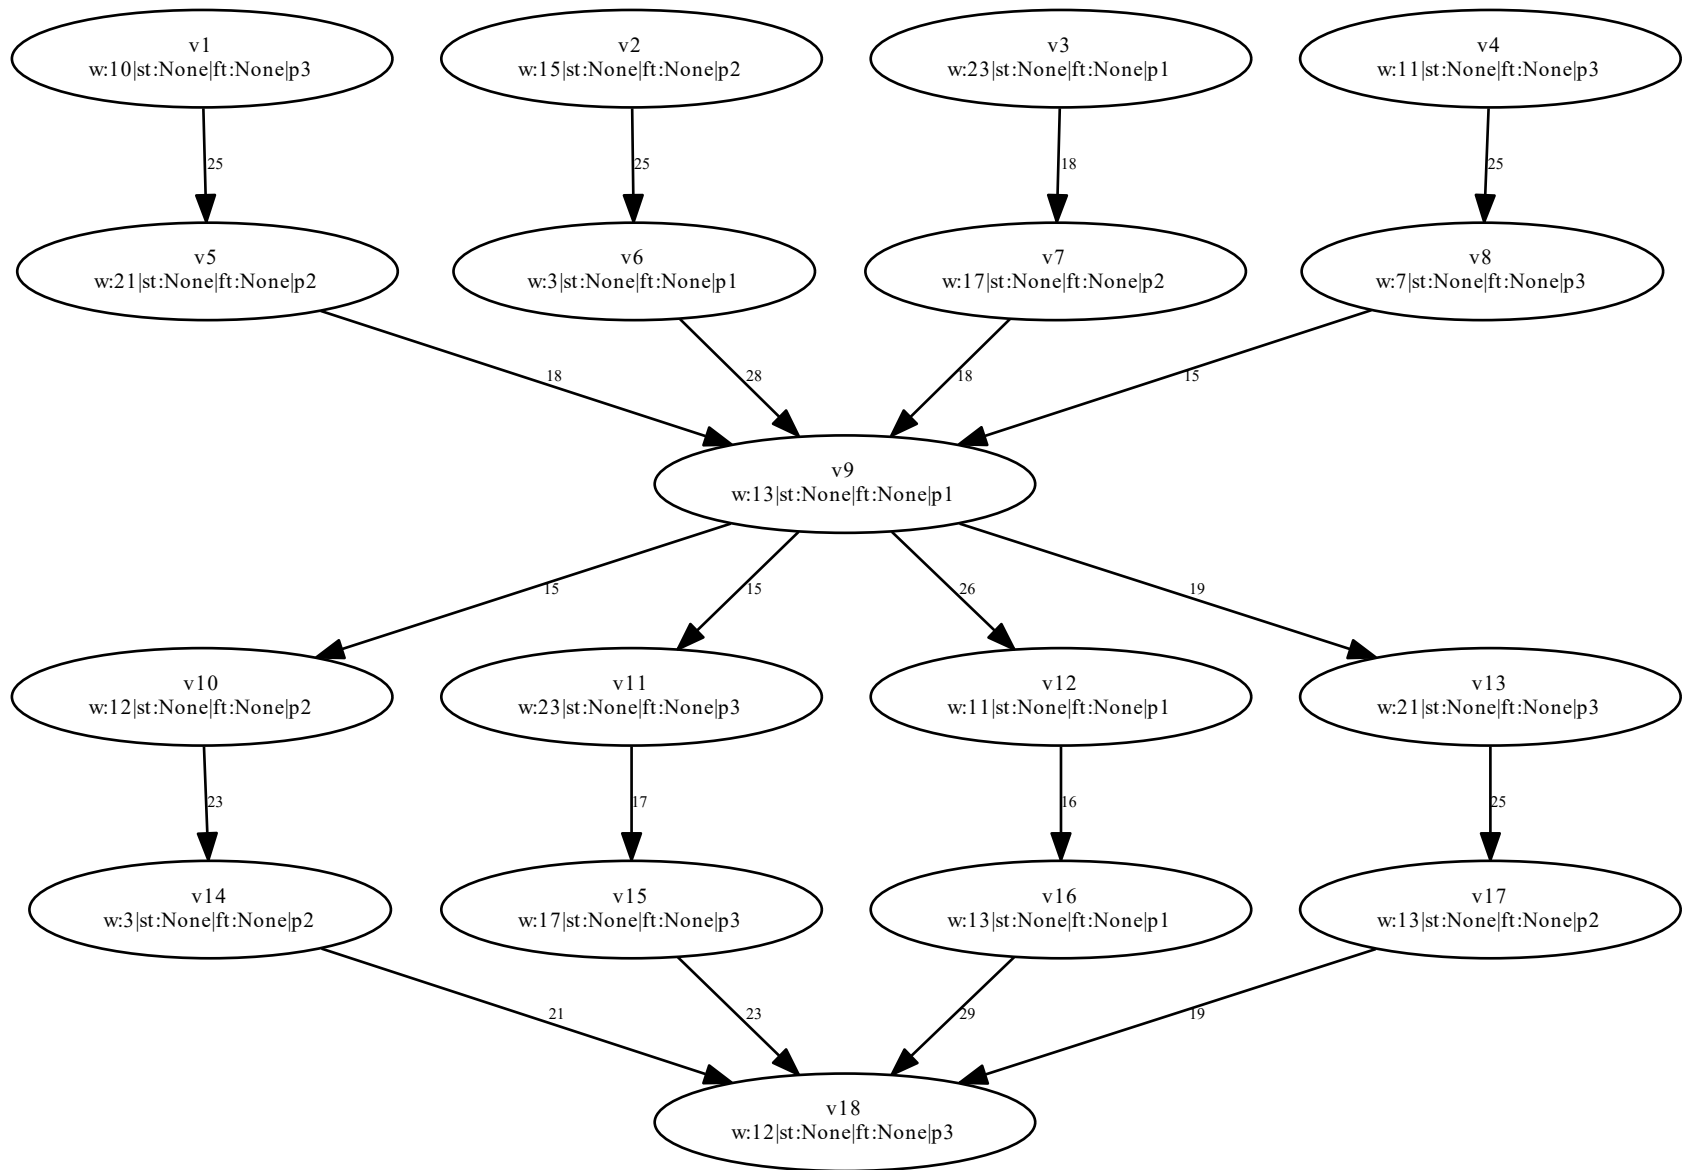 v1
w:10|st:None|ft:None|p3
v2
w:15|st:None|ft:None|p2
v3
w:23|st:None|ft:None|p1
v4
w:11|st:None|ft:None|p3
25
25
18
25
v5
w:21|st:None|ft:None|p2
v6
w:3|st:None|ft:None|p1
v7
w:17|st:None|ft:None|p2
v8
w:7|st:None|ft:None|p3
18
28
18
15
v9
w:13|st:None|ft:None|p1
15
15
26
19
v10
w:12|st:None|ft:None|p2
v11
w:23|st:None|ft:None|p3
v12
w:11|st:None|ft:None|p1
v13
w:21|st:None|ft:None|p3
23
17
16
25
v14
w:3|st:None|ft:None|p2
v15
w:17|st:None|ft:None|p3
v16
w:13|st:None|ft:None|p1
v17
w:13|st:None|ft:None|p2
21
23
29
19
v18
w:12|st:None|ft:None|p3